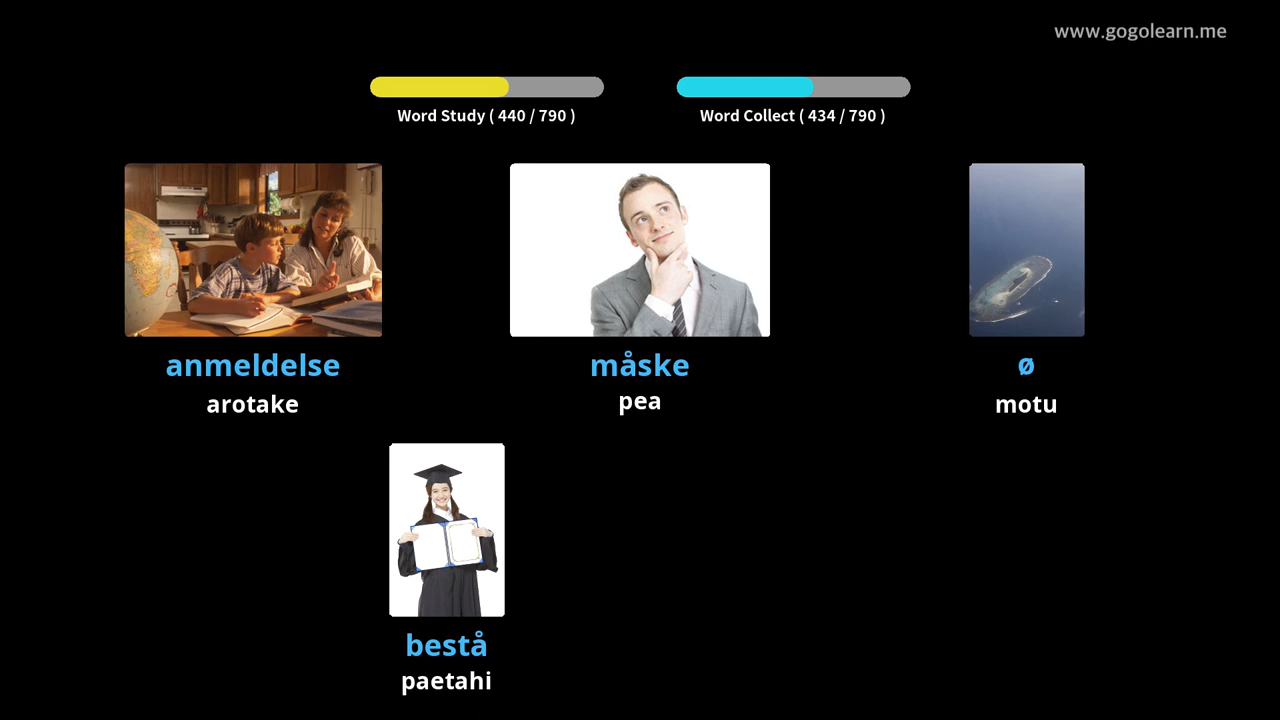 www.gogolearn.me
Word Study ( 440 / 790 )
Word Collect ( 434 / 790 )
anmeldelse
arotake
måske
pea
ø
motu
bestå
paetahi